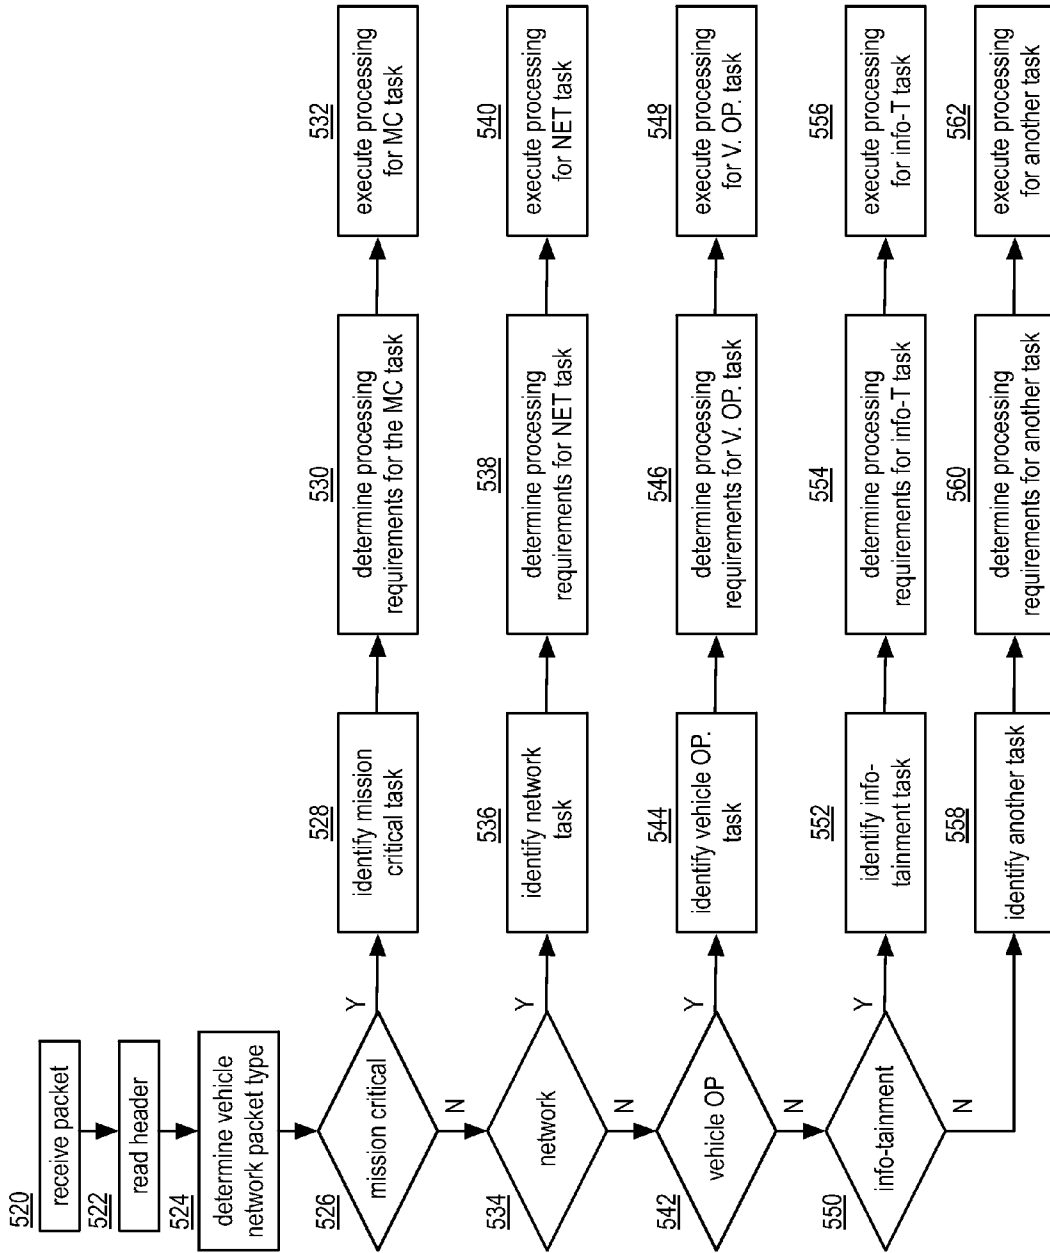 520
receive packet
522
read header
524
determine vehicle
network packet type
526
mission critical
Y
N
528
identify mission
critical task
530
determine processing
requirements for the MC task
532
execute processing
for MC task
534
network
Y
N
536
identify network
task
538
determine processing
requirements for NET task
540
execute processing
for NET task
542
vehicle OP
Y
N
544
identify vehicle OP.
task
546
determine processing
requirements for V. OP. task
548
execute processing
for V. OP. task
550
info-tainment
Y
N
552
identify info-
tainment task
554
determine processing
requirements for info-T task
556
execute processing
for info-T task
558
identify another task
560
determine processing
requirements for another task
562
execute processing
for another task